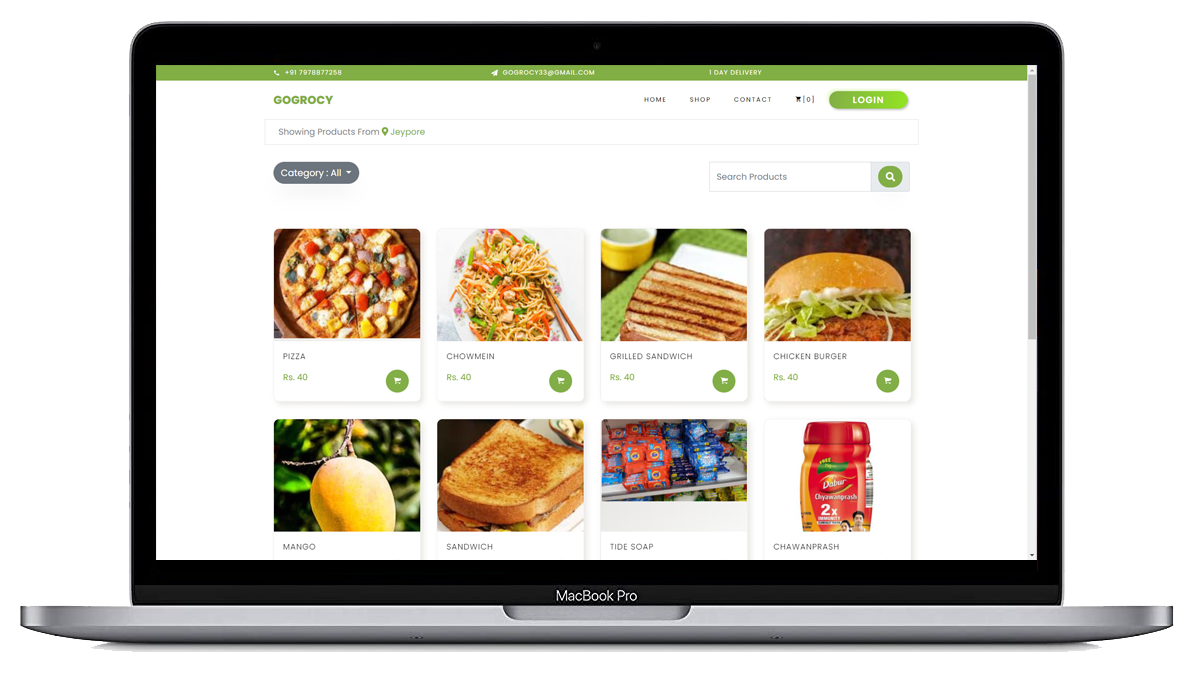 +91 7978877258 GOGROCY33@GMAIL.COM 1 DAY DELIVERY
GOGROCY HOME SHOP CONTACT [0] LOGIN
Showing Products From Jeypore
Category : All Search Products
PIZZA CHOWMEIN GRILLED SANDWICH CHICKEN BURGER
Rs. 40 Rs. 40 Rs. 40 Rs. 40
FREE
Dabur
Chyawanprash
2x
IMMUNITY
MANGO SANDWICH TIDE SOAP CHAWANPRASH
MacBook Pro